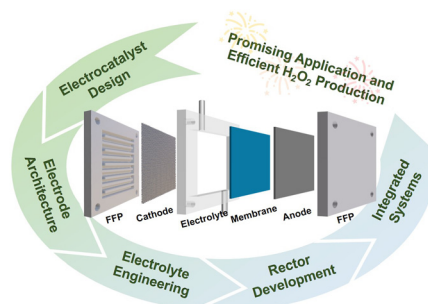 Electrocatalyst
Design
Promising Application and
Efficient H₂O₂ Production
Electrode
Architecture
FFP
Cathode
Electrolyte
Membrane
Anode
FFP
Integrated
Systems
Electrolyte
Engineering
Rector
Development